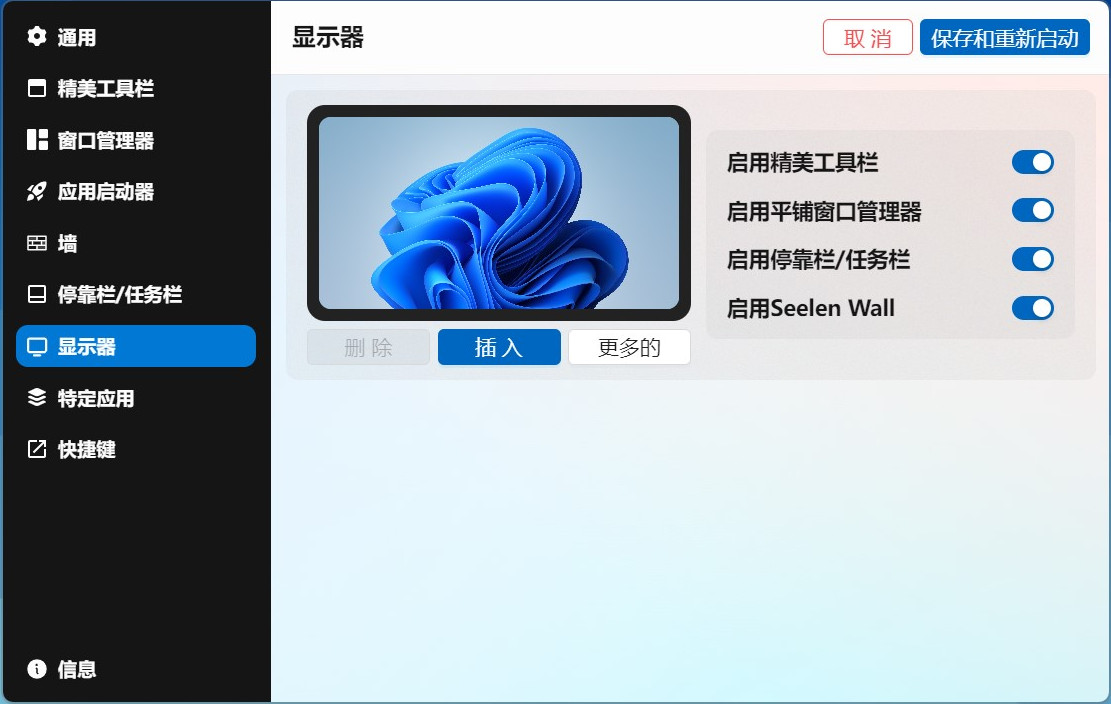 通用
精美工具栏
窗口管理器
应用启动器
墙
停靠栏/任务栏
显示器
特定应用
快捷键
信息
显示器
取 消
保存和重新启动
启用精美工具栏
启用平铺窗口管理器
启用停靠栏/任务栏
启用Seelen Wall
删 除
插 入
更多的